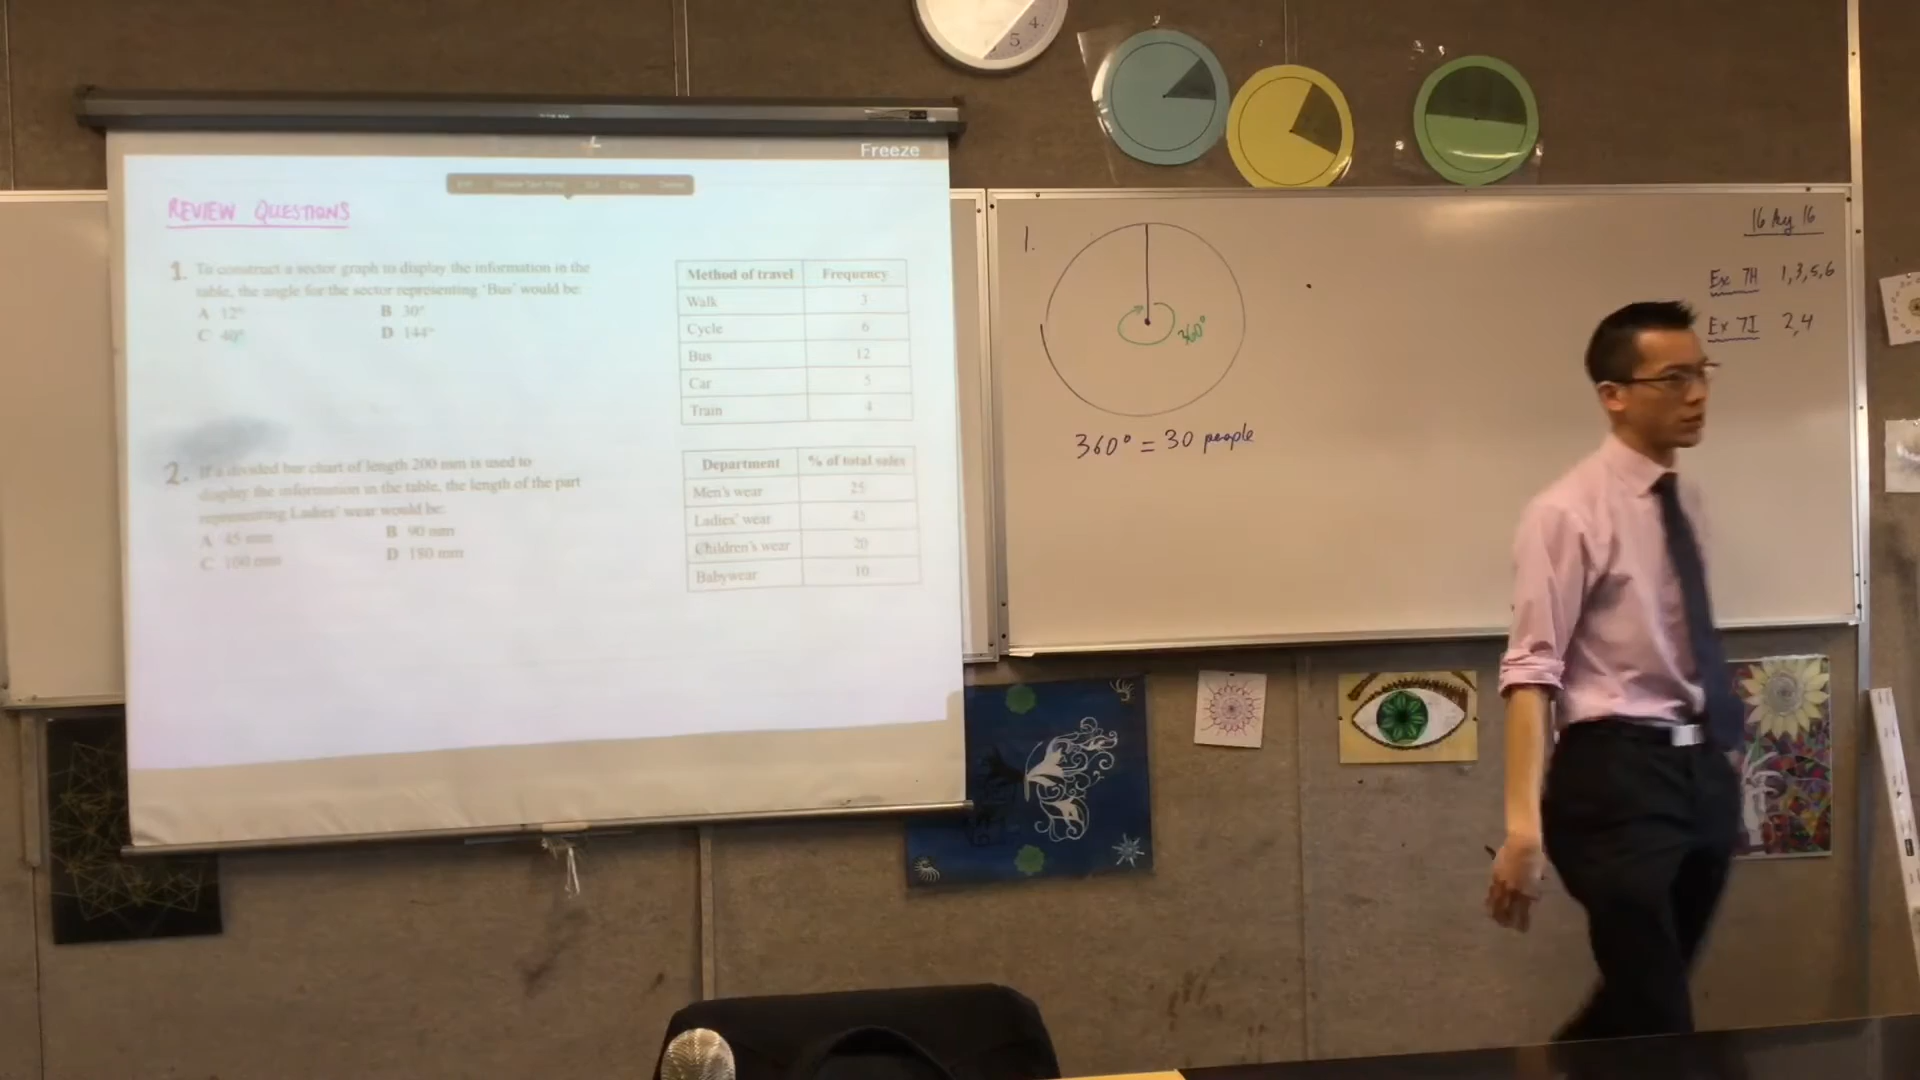 Freeze
REVIEW QUESTIONS
1. To construct a sector graph to display the information in the
table, the angle for the sector representing 'Bus' would be:
A 12°
B 30°
C 40°
D 144°
Method of travel Frequency
Walk 3
Cycle 6
Bus 12
Car 5
Train 4
2. If a divided bar chart of length 200 mm is used to
display the information in the table, the length of the part
representing Ladies' wear would be:
A 45 mm
B 90 mm
C 100 mm
D 180 mm
Department % of total sales
Men's wear 25
Ladies' wear
Children's wear 20
Babywear 10
4.
5
1.
360°
360° = 30 people
16 16
Ex 7H 1,3,5,6
Ex 7I 2,4